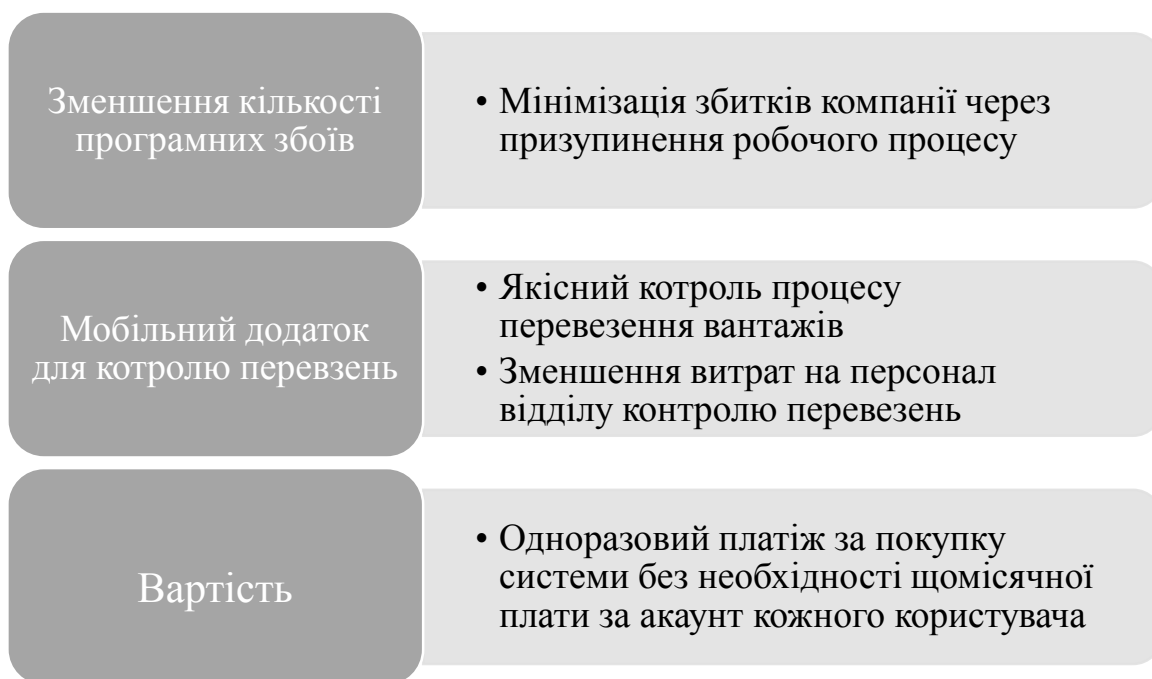 Зменшення кількості
програмних збоїв
• Мінімізація збитків компанії через
призупинення робочого процесу
Мобільний додаток
для котролю перевзень
• Якісний котроль процесу
перевезення вантажів
• Зменшення витрат на персонал
відділу контролю перевезень
Вартість
• Одноразовий платіж за покупку
системи без необхідності щомісячної
плати за акаунт кожного користувача